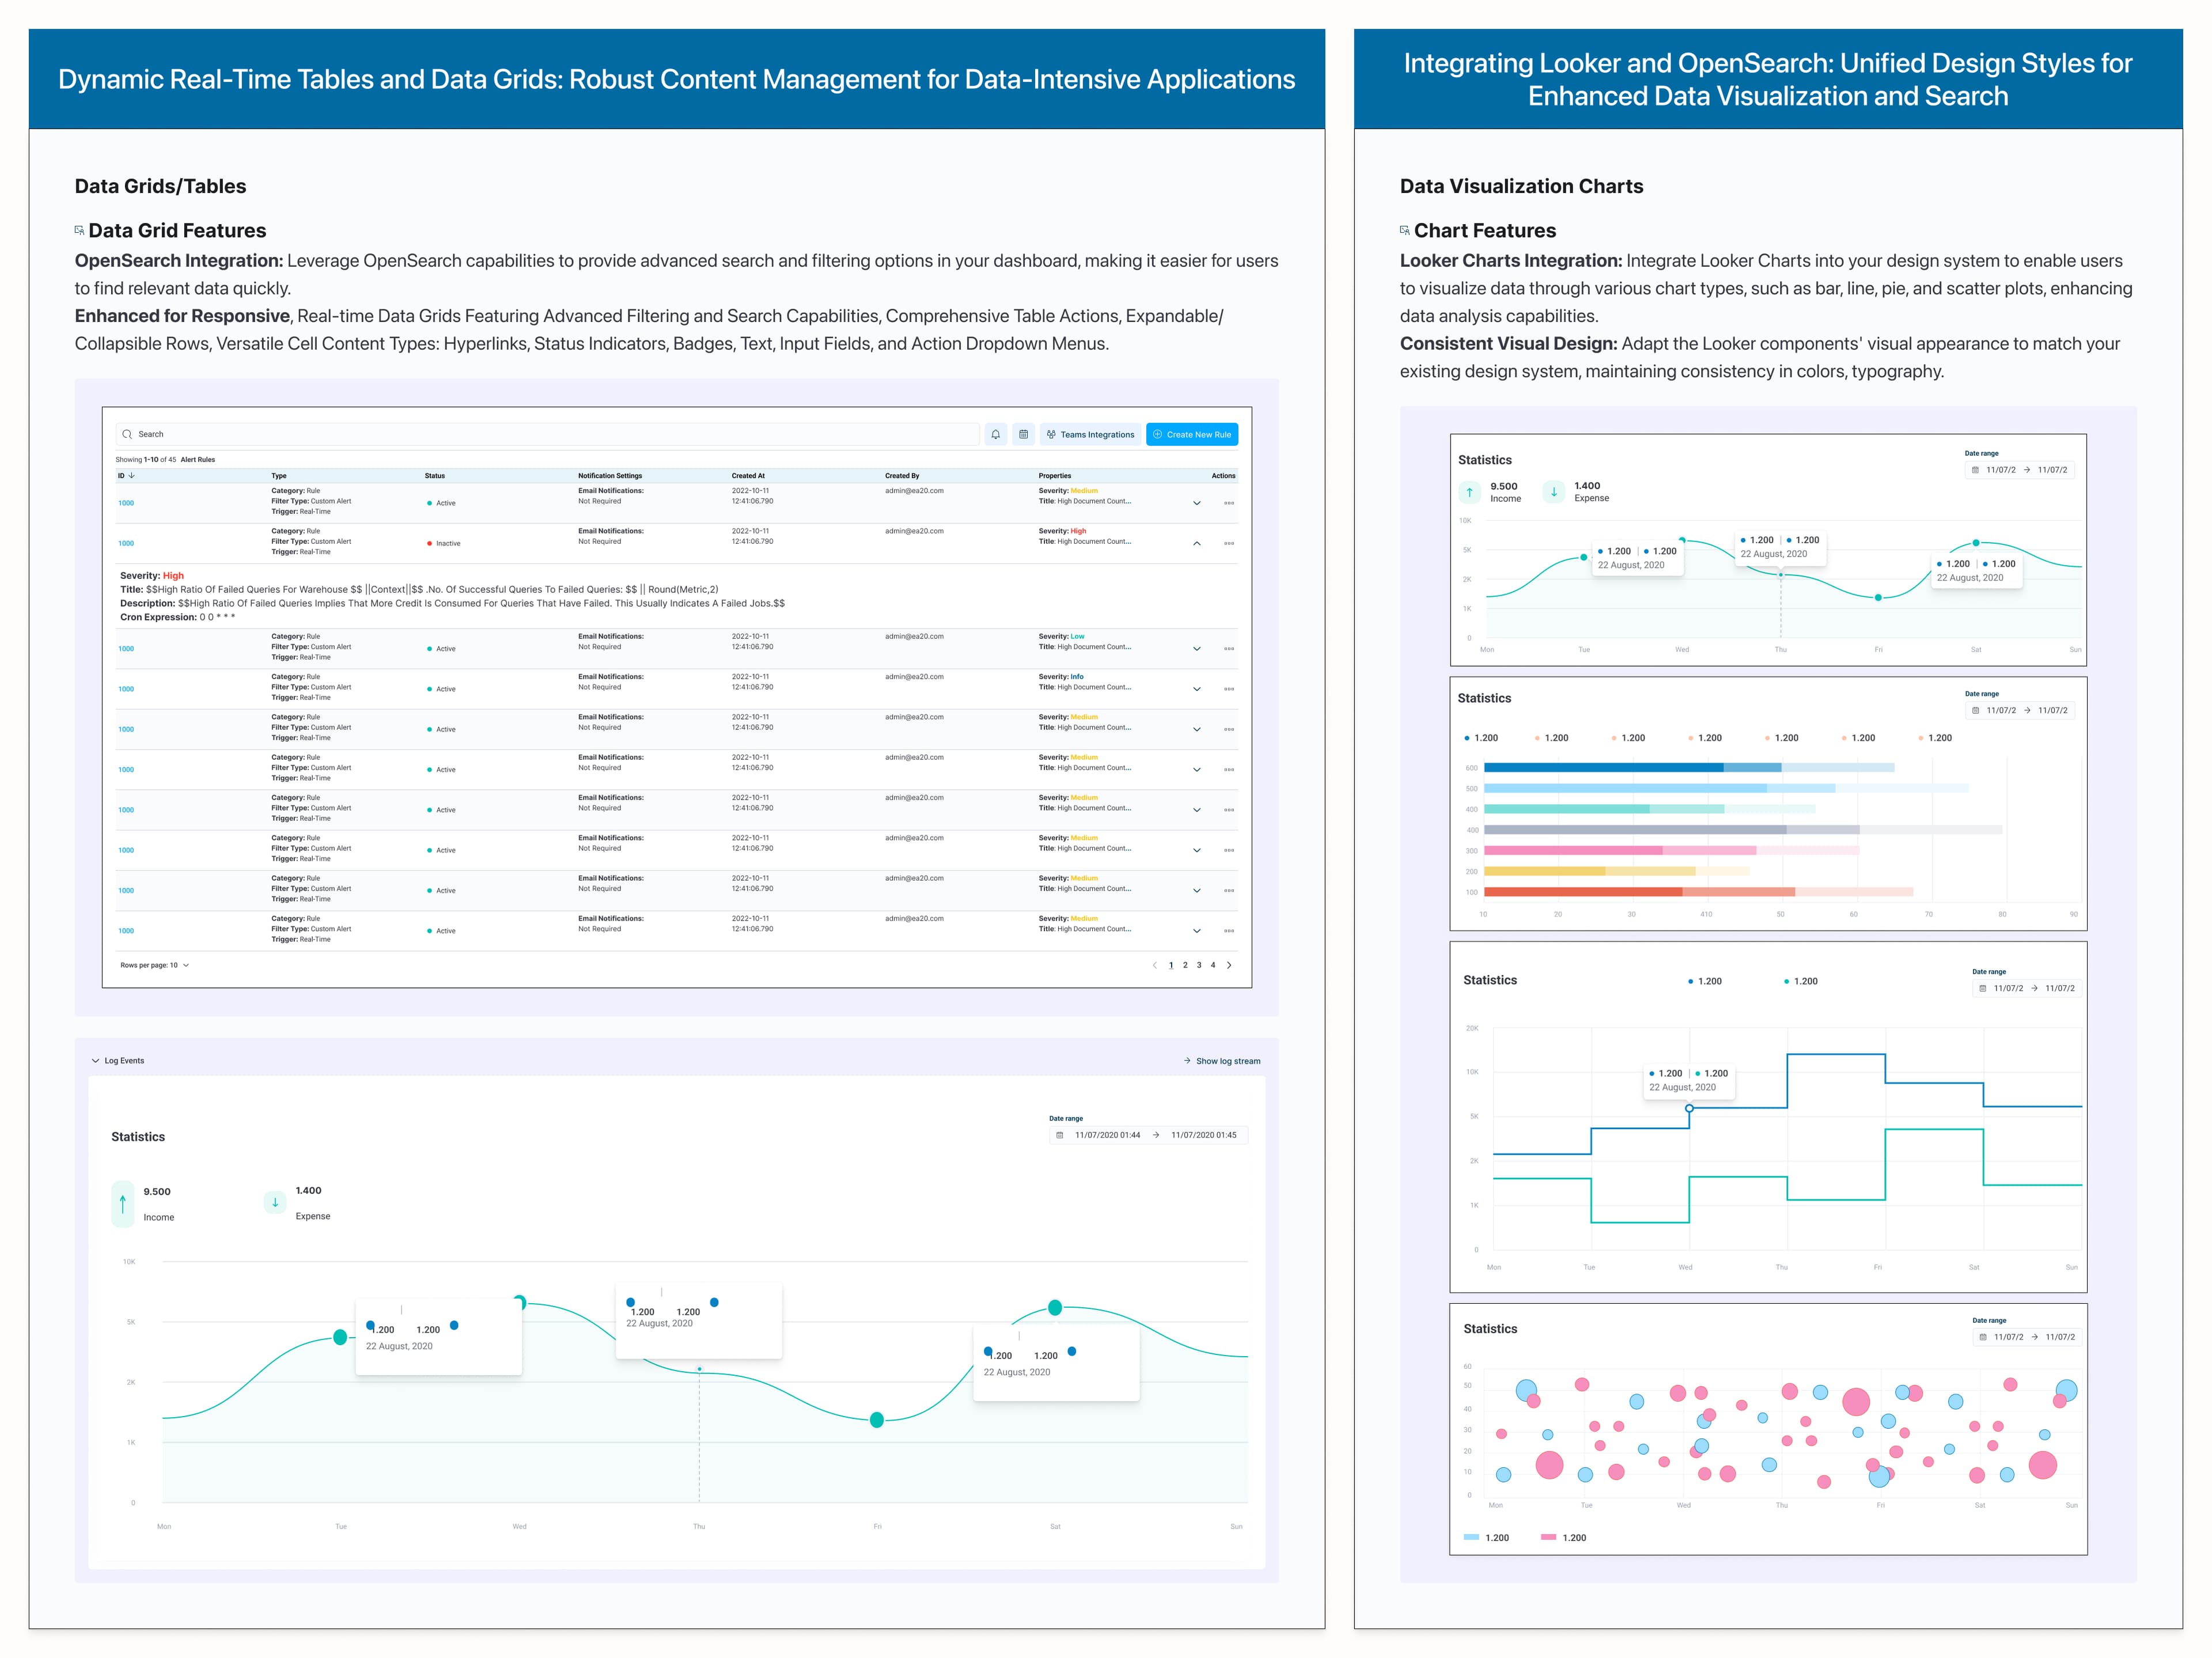 Dynamic Real-Time Tables and Data Grids: Robust Content Management for Data-Intensive Applications
Data Grids/Tables
Data Grid Features
OpenSearch Integration: Leverage OpenSearch capabilities to provide advanced search and filtering options in your dashboard, making it easier for users
to find relevant data quickly.
Enhanced for Responsive, Real-time Data Grids Featuring Advanced Filtering and Search Capabilities, Comprehensive Table Actions, Expandable/
Collapsible Rows, Versatile Cell Content Types: Hyperlinks, Status Indicators, Badges, Text, Input Fields, and Action Dropdown Menus.
Search Teams Integrations Create New Rule
Showing 1-10 of 45 Alert Rules
ID Type Status Notification Settings Created At Created By Properties Actions
Category: Rule Email Notifications: 2022-10-11 admin@ea20.com Severity: Medium
1000 Filter Type: Custom Alert Active Not Required 12:41:06.790 Title: High Document Count...
Trigger: Real-Time
Category: Rule Email Notifications: 2022-10-11 admin@ea20.com Severity: High
1000 Filter Type: Custom Alert Inactive Not Required 12:41:06.790 Title: High Document Count...
Trigger: Real-Time
Severity: High
Title: $$High Ratio Of Failed Queries For Warehouse $$ ||Context||$$ .No. Of Successful Queries To Failed Queries: $$ || Round(Metric,2)
Description: $$High Ratio Of Failed Queries Implies That More Credit Is Consumed For Queries That Have Failed. This Usually Indicates A Failed Jobs.$$
Cron Expression: 0 0 * * *
Category: Rule Email Notifications: 2022-10-11 admin@ea20.com Severity: Low
1000 Filter Type: Custom Alert Active Not Required 12:41:06.790 Title: High Document Count...
Trigger: Real-Time
Category: Rule Email Notifications: 2022-10-11 admin@ea20.com Severity: Info
1000 Filter Type: Custom Alert Active Not Required 12:41:06.790 Title: High Document Count...
Trigger: Real-Time
Category: Rule Email Notifications: 2022-10-11 admin@ea20.com Severity: Medium
1000 Filter Type: Custom Alert Active Not Required 12:41:06.790 Title: High Document Count...
Trigger: Real-Time
Category: Rule Email Notifications: 2022-10-11 admin@ea20.com Severity: Medium
1000 Filter Type: Custom Alert Active Not Required 12:41:06.790 Title: High Document Count...
Trigger: Real-Time
Category: Rule Email Notifications: 2022-10-11 admin@ea20.com Severity: Medium
1000 Filter Type: Custom Alert Active Not Required 12:41:06.790 Title: High Document Count...
Trigger: Real-Time
Category: Rule Email Notifications: 2022-10-11 admin@ea20.com Severity: Medium
1000 Filter Type: Custom Alert Active Not Required 12:41:06.790 Title: High Document Count...
Trigger: Real-Time
Category: Rule Email Notifications: 2022-10-11 admin@ea20.com Severity: Medium
1000 Filter Type: Custom Alert Active Not Required 12:41:06.790 Title: High Document Count...
Trigger: Real-Time
Category: Rule Email Notifications: 2022-10-11 admin@ea20.com Severity: Medium
1000 Filter Type: Custom Alert Active Not Required 12:41:06.790 Title: High Document Count...
Trigger: Real-Time
Rows per page: 10 1 2 3 4
Log Events Show log stream
Date range
Statistics 11/07/2020 01:44 11/07/2020 01:45
9.500 1.400
Income Expense
10K
5K
2K
1K
0
1.200 1.200
22 August, 2020
1.200 1.200
22 August, 2020
1.200 1.200
22 August, 2020
Mon Tue Wed Thu Fri Sat Sun
Integrating Looker and OpenSearch: Unified Design Styles for
Enhanced Data Visualization and Search
Data Visualization Charts
Chart Features
Looker Charts Integration: Integrate Looker Charts into your design system to enable users
to visualize data through various chart types, such as bar, line, pie, and scatter plots, enhancing
data analysis capabilities.
Consistent Visual Design: Adapt the Looker components' visual appearance to match your
existing design system, maintaining consistency in colors, typography.
Statistics Date range
11/07/2 11/07/2
9.500 1.400
Income Expense
10K
5K
2K
1K
0
1.200 | 1.200
22 August, 2020
1.200 | 1.200
22 August, 2020
1.200 | 1.200
22 August, 2020
Mon Tue Wed Thu Fri Sat Sun
Statistics Date range
11/07/2 11/07/2
1.200 1.200 1.200 1.200 1.200 1.200 1.200
600
500
400
400
300
200
100
10 20 30 410 50 60 70 80 90
Statistics 1.200 1.200 Date range
11/07/2 11/07/2
20K
10K
5K
2K
1K
0
1.200 | 1.200
22 August, 2020
Mon Tue Wed Thu Fri Sat Sun
Statistics Date range
11/07/2 11/07/2
60
50
40
30
20
10
0
Mon Tue Wed Thu Fri Sat Sun
1.200 1.200